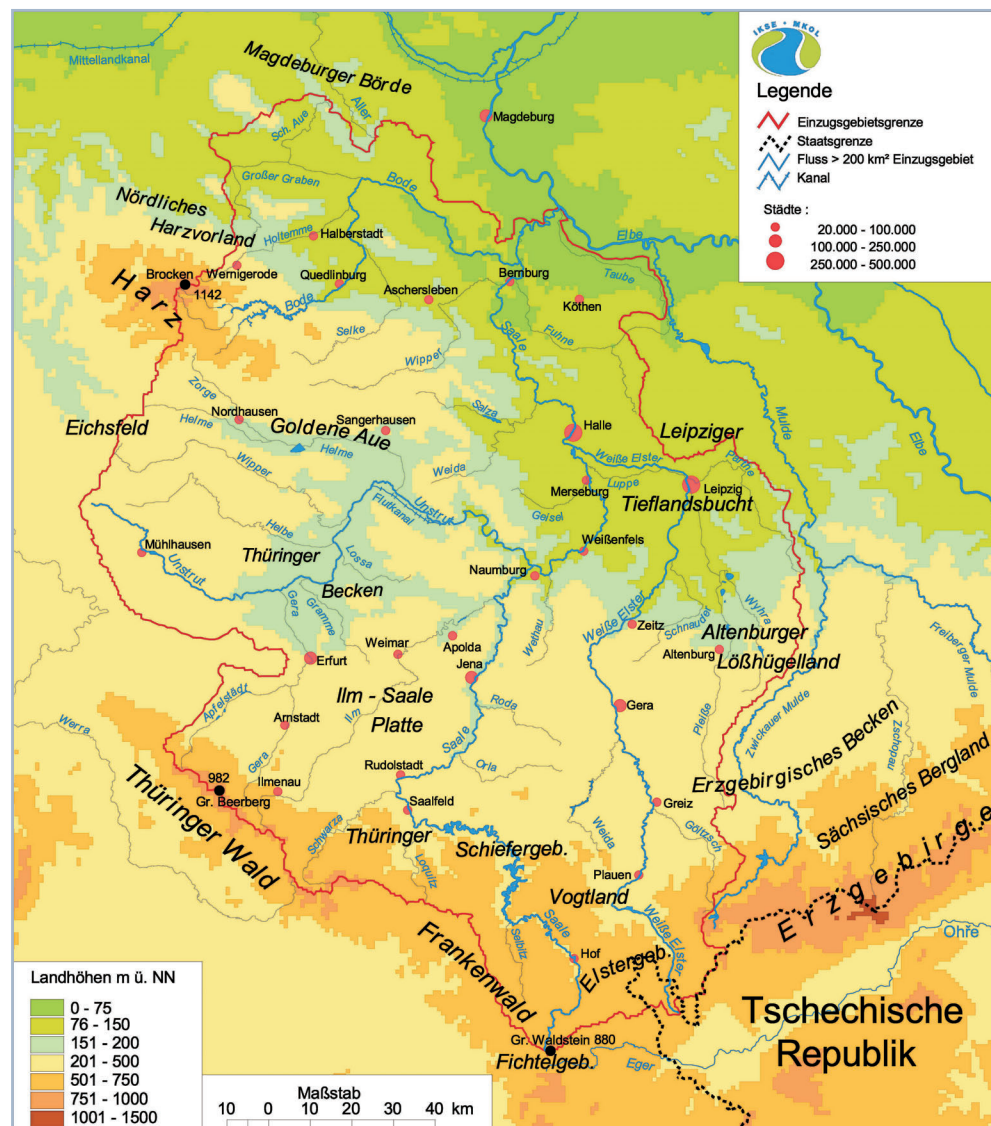 IKSE • MKOL
Legende
Einzugsgebietsgrenze
Staatsgrenze
Fluss > 200 km² Einzugsgebiet
Kanal
Städte :
20.000 - 100.000
100.000 - 250.000
250.000 - 500.000
Mittellandkanal
Magdeburger Börde
Aller
Sch. Aue
Magdeburg
Großer Graben
Bode
Nördliches
Harzvorland
Holtemme
Halberstadt
Elbe
Wernigerode
Brocken
1142
Harz
Quedlinburg
Bode
Aschersleben
Bernburg
Taube
Köthen
Selke
Saale
Fuhne
Wipper
Zorge
Nordhausen
Salza
Mulde
Elbe
Eichsfeld
Helme
Goldene Aue
Sangerhausen
Halle
Leipziger
Helme
Wipper
Weida
Weiße Elster
Parthe
Merseburg
Luppe
Leipzig
Unstrut
Flutkanal
Geisel
Tieflandsbucht
Helbe
Mühlhausen
Thüringer
Lossa
Weißenfels
Unstrut
Becken
Naumburg
Gera
Gramme
Wethau
Weiße Elster
Zeitz
Schnauder
Wyhra
Altenburger
Freiberger Mulde
Weimar
Apolda
Altenburg
Lößhügelland
Erfurt
Jena
Apfelstädt
Ilm - Saale
Platte
Roda
Gera
Pleiße
Zwickauer Mulde
Zschopau
Werra
Arnstadt
Ilm
Saale
Orla
Erzgebirgisches Becken
982
Gr. Beerberg
Gera
Ilmenau
Rudolstadt
Saalfeld
Greiz
Sächsisches Bergland
Thüringer Wald
Schwarza
Thüringer
Schiefergeb.
Weida
Göltzsch
Loquitz
Plauen
Vogtland
Erzgebirge
Frankenwald
Selbitz
Saale
Hof
Weiße Elster
Elstergeb.
Ohře
Tschechische
Republik
Gr. Waldstein 880
Fichtelgeb.
Eger
Landhöhen m ü. NN
0 - 75
76 - 150
151 - 200
201 - 500
501 - 750
751 - 1000
1001 - 1500
Maßstab
10 0 10 20 30 40 km